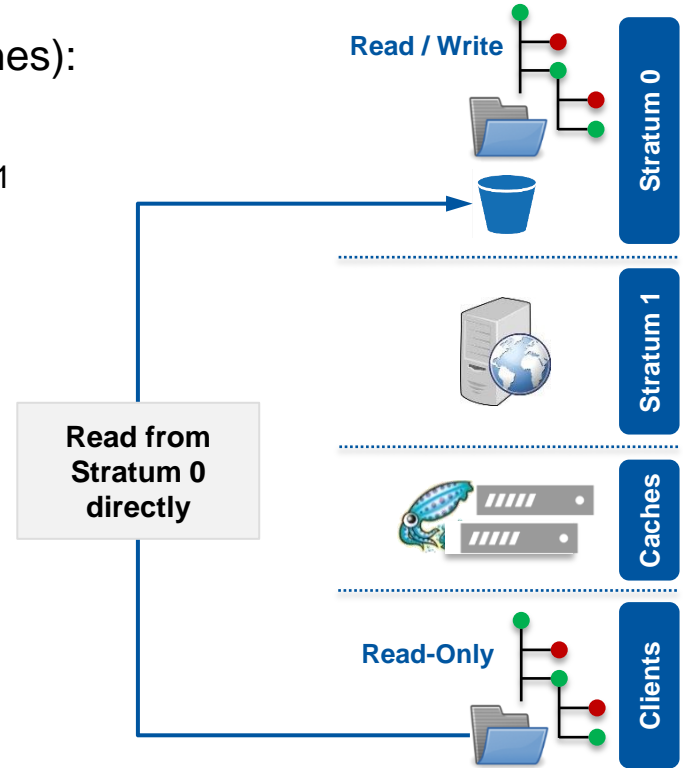 nes):
1
Read / Write
Stratum 0
Stratum 1
Read from
Stratum 0
directly
Caches
Read-Only
Clients